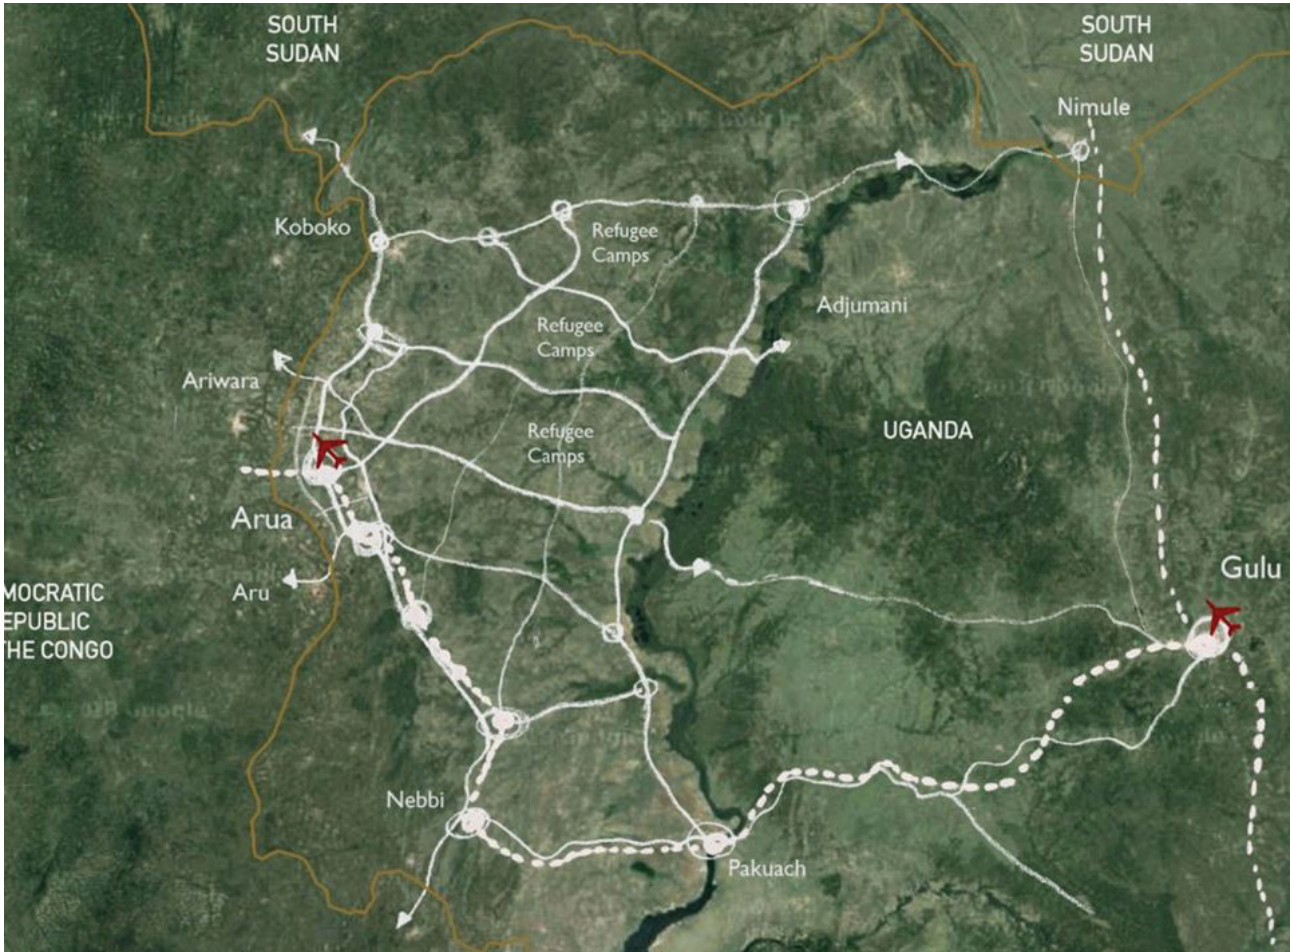 SOUTH
SUDAN
SOUTH
SUDAN
Nimule
Koboko
Refugee
Camps
Adjumani
Refugee
Camps
Ariwara
Refugee
Camps
UGANDA
Arua
Gulu
Aru
MOCRATIC
EPUBLIC
THE CONGO
Nebbi
Pakuach